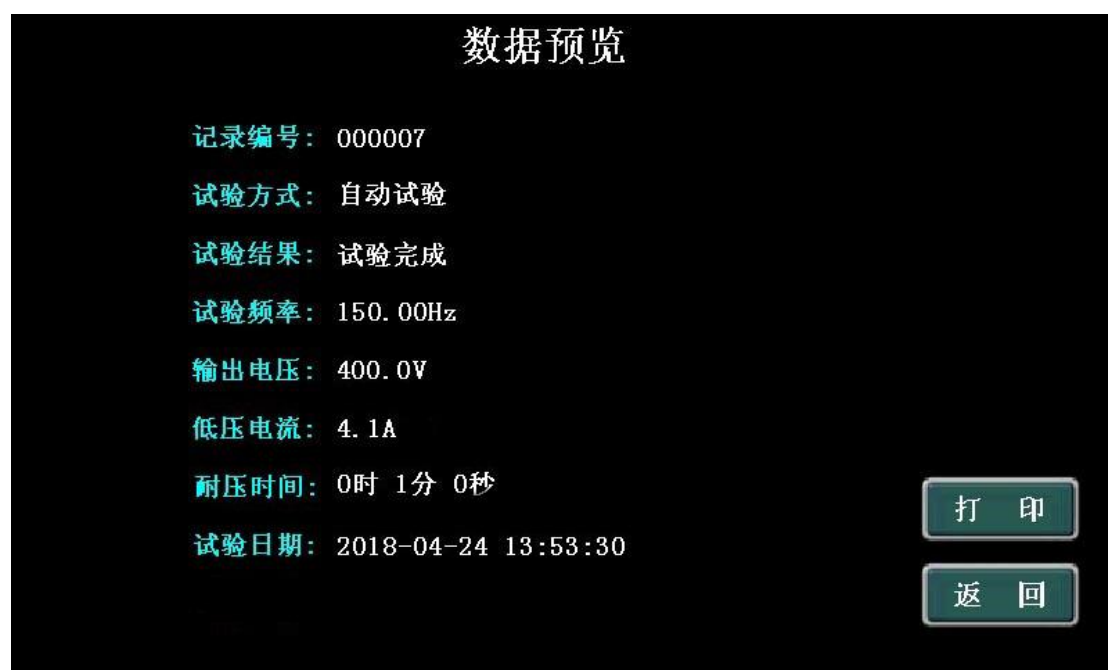 数据预览
记录编号: 000007
试验方式: 自动试验
试验结果: 试验完成
试验频率: 150.00Hz
输出电压: 400.0V
低压电流: 4.1A
耐压时间: 0时 1分 0秒
试验日期: 2018-04-24 13:53:30
打 印
返 回